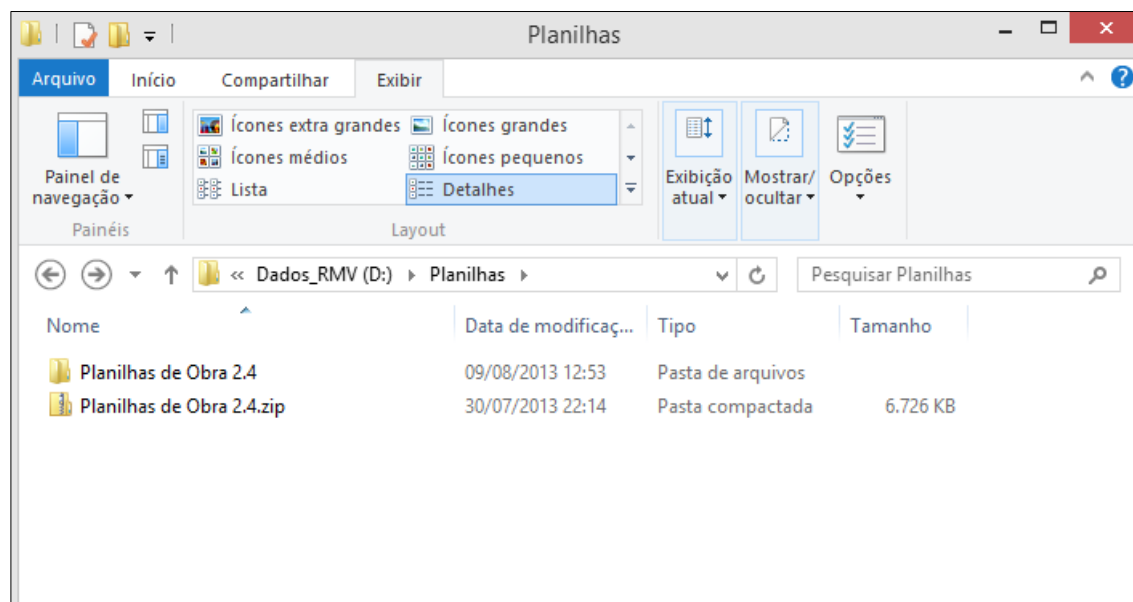 Planilhas
Arquivo Início Compartilhar Exibir
Ícones extra grandes Ícones grandes
Ícones médios Ícones pequenos
Lista Detalhes
Painel de navegação
Exibição atual
Mostrar/ ocultar
Opções
Painéis Layout
« Dados_RMV (D:) Planilhas Pesquisar Planilhas
Nome Data de modificaç... Tipo Tamanho
Planilhas de Obra 2.4 09/08/2013 12:53 Pasta de arquivos
Planilhas de Obra 2.4.zip 30/07/2013 22:14 Pasta compactada 6.726 KB